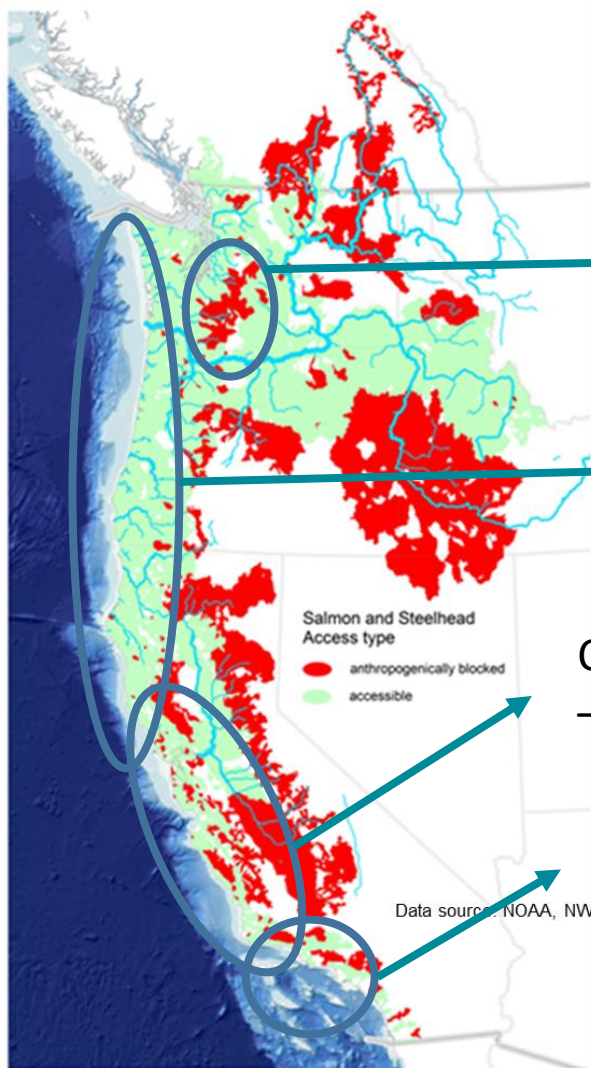 Salmon and Steelhead
Access type
anthropogenically blocked
accessible
Data source: NOAA, NW